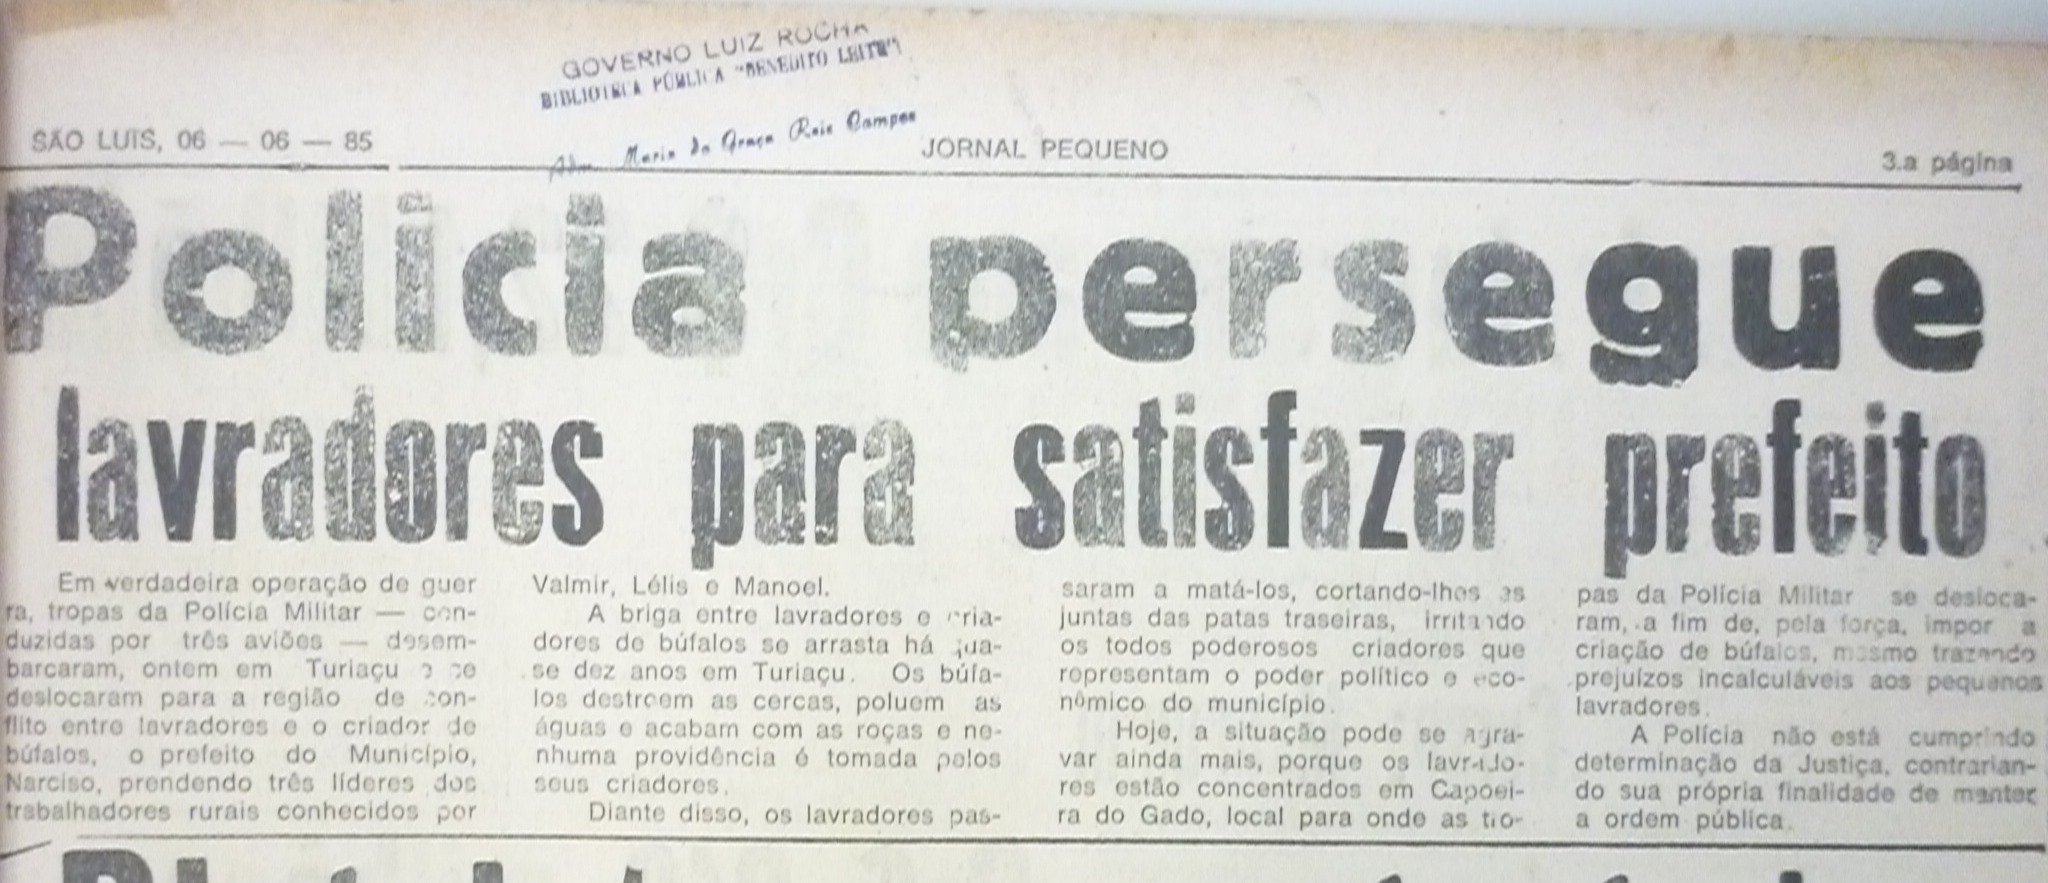 GOVERNO LUIZ ROCHA
BIBLIOTECA PÚBLICA "BENEDITO LEITE"
Adm. Maria da Graça Reis Campos
SÃO LUIS, 06 — 06 — 85
JORNAL PEQUENO
3.a página
Policia persegue
lavradores para satisfazer prefeito
Em verdadeira operação de guer
ra, tropas da Polícia Militar — con-
duzidas por três aviões — desem-
barcaram, ontem em Turiaçu e se
deslocaram para a região de con-
flito entre lavradores e o criador de
búfalos, o prefeito do Município,
Narciso, prendendo três líderes dos
trabalhadores rurais conhecidos por
Valmir, Lélis e Manoel.
A briga entre lavradores e cria-
dores de búfalos se arrasta há qua-
se dez anos em Turiaçu. Os búfa-
los destroem as cercas, poluem as
águas e acabam com as roças e ne-
nhuma providência é tomada pelos
seus criadores.
Diante disso, os lavradores pas-
saram a matá-los, cortando-lhes as
juntas das patas traseiras, irritando
os todos poderosos criadores que
representam o poder político e eco-
nômico do município.
Hoje, a situação pode se agra-
var ainda mais, porque os lavrado-
res estão concentrados em Capoei-
ra do Gado, local para onde as tro-
pas da Polícia Militar se desloca-
ram, a fim de, pela força, impor a
criação de búfalos, mesmo trazendo
prejuízos incalculáveis aos pequenos
lavradores.
A Polícia não está cumprindo
determinação da Justiça, contrarian-
do sua própria finalidade de manter
a ordem pública.